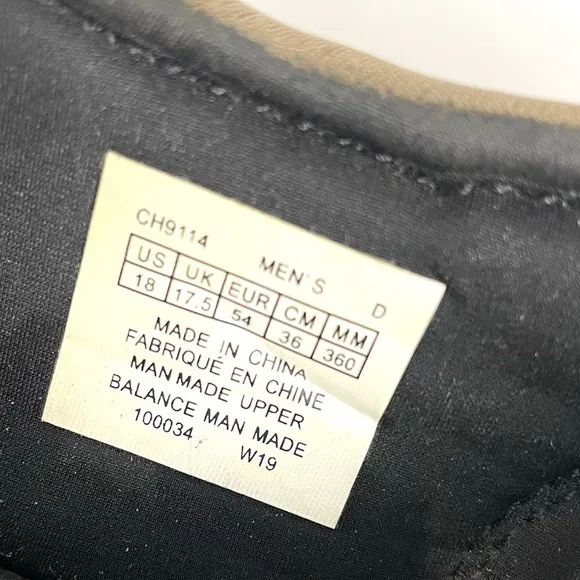 CH9114 MEN'S D
US UK EUR CM MM
18 17.5 54 36 360
MADE IN CHINA
FABRIQUÉ EN CHINE
MAN MADE UPPER
BALANCE MAN MADE
100034 W19